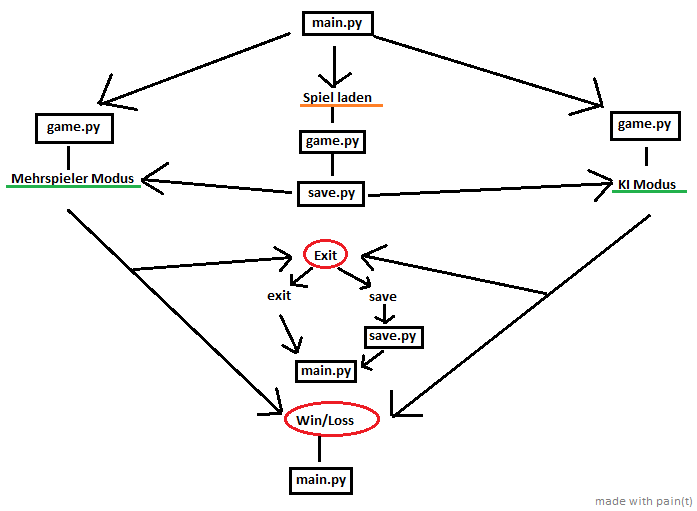 main.py
Spiel laden
game.py
game.py
game.py
Mehrspieler Modus
save.py
KI Modus
Exit
exit
save
save.py
main.py
Win/Loss
main.py
made with pain(t)